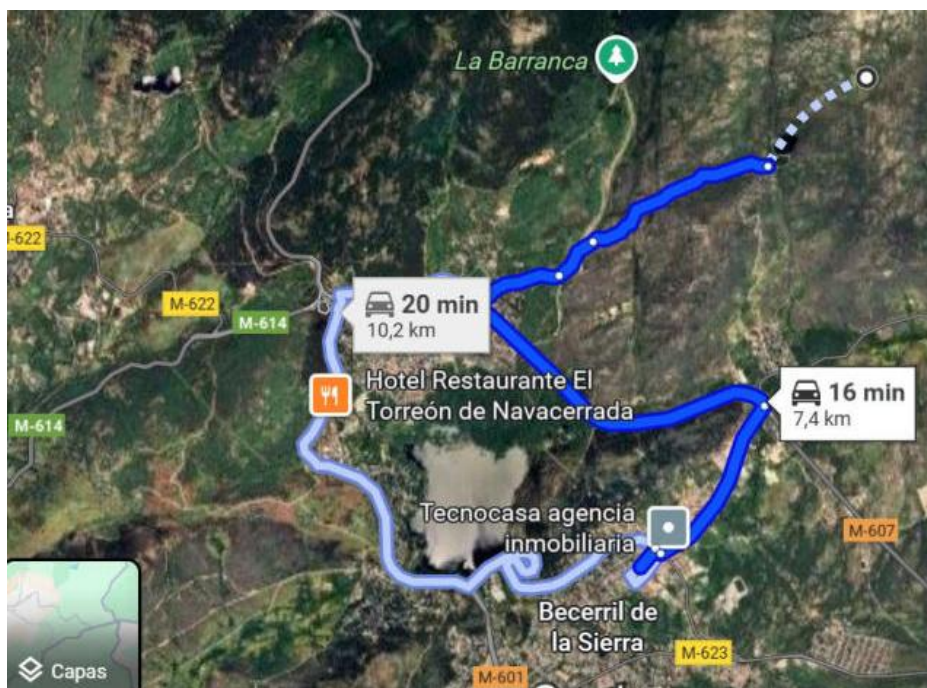 La Barranca
M-622
M-622
M-614
20 min
10,2 km
Hotel Restaurante El
Torreón de Navacerrada
16 min
7,4 km
M-614
Tecnocasa agencia
inmobiliaria
M-607
Becerril de
la Sierra
M-623
Capas
M-601